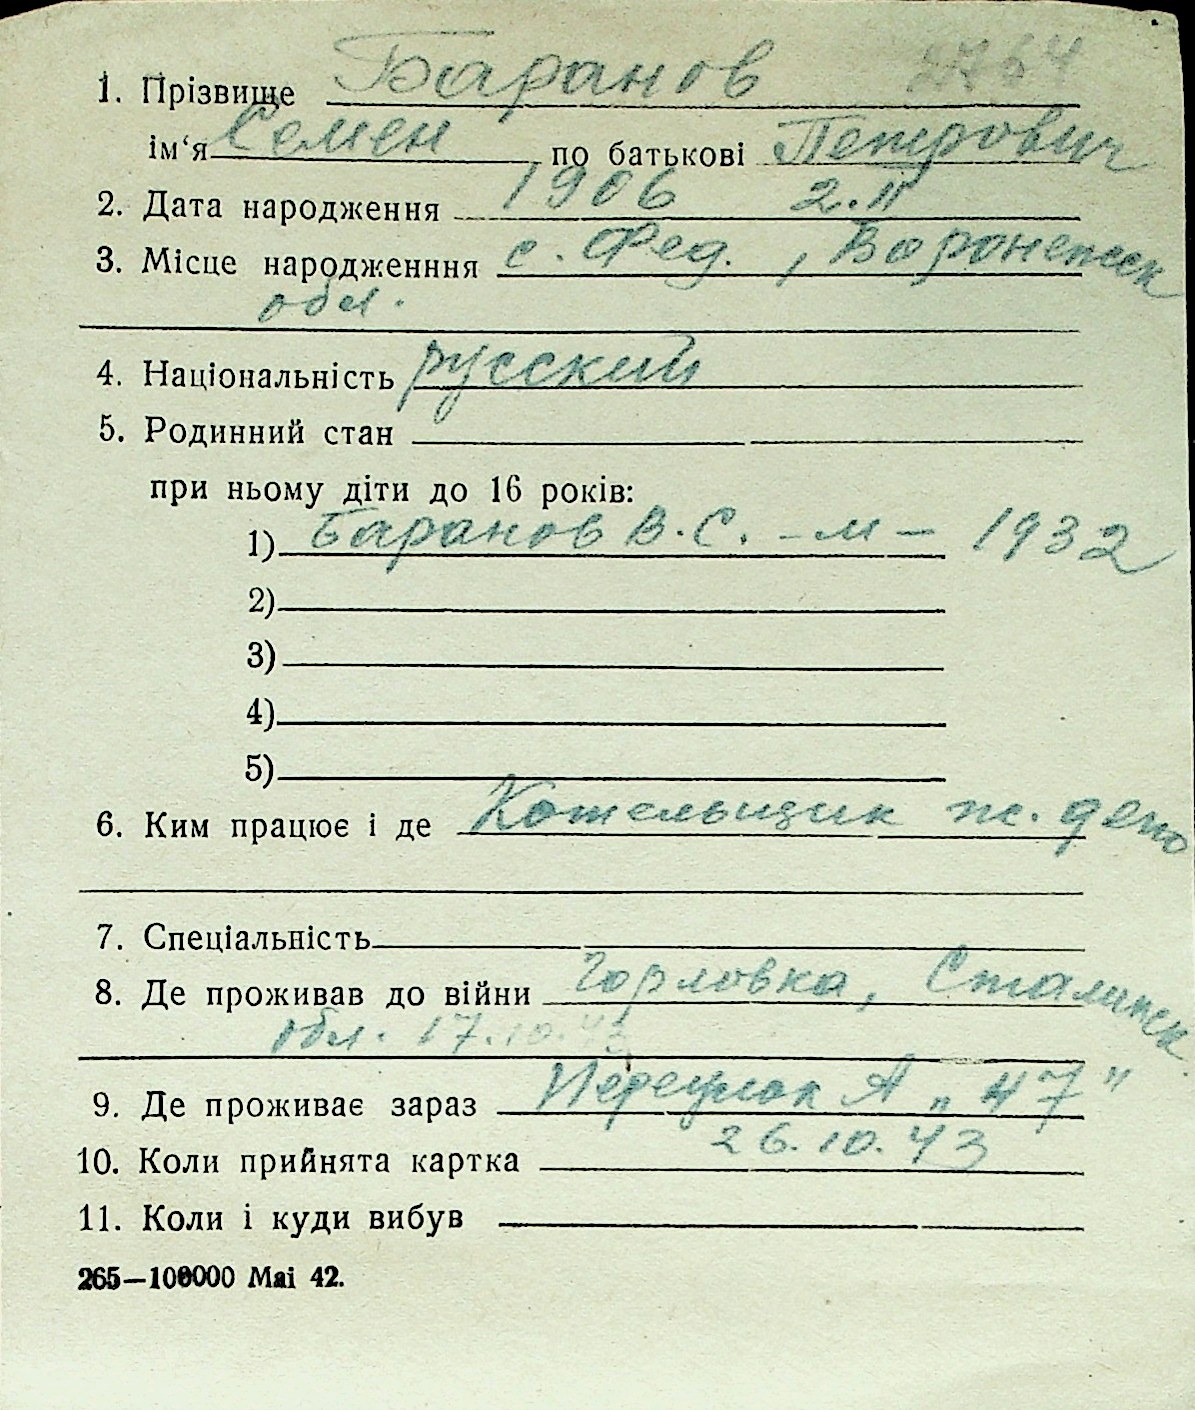 1. Прізвище Баранов 2764
ім‘я Семен по батькові Петрович
2. Дата народження 1906 2.II
3. Місце народженння с. Фед. , Воронежск
обл.
4. Національність русский
5. Родинний стан
при ньому діти до 16 років:
1) Баранов В.С. - м - 1932
2)
3)
4)
5)
6. Ким працює і де Котельщик ж. депо
7. Спеціальність
8. Де проживав до війни Горловка, Сталинск
обл. 17.10.43
9. Де проживає зараз Переулок А „47"
10. Коли прийнята картка 26.10.43
11. Коли і куди вибув
265—100000 Mai 42.